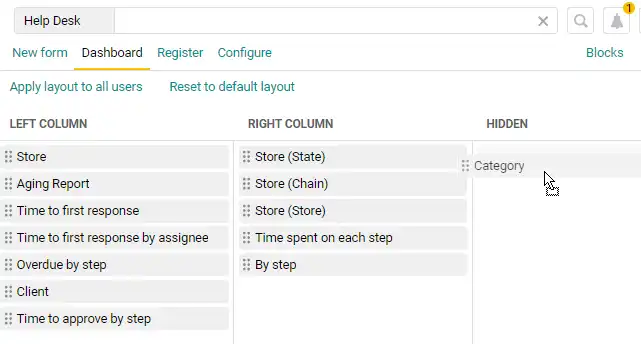 Help Desk
1
New form Dashboard Register Configure Blocks
Apply layout to all users Reset to default layout
LEFT COLUMN RIGHT COLUMN HIDDEN
Store Store (State)
Category
Aging Report Store (Chain)
Time to first response Store (Store)
Time to first response by assignee Time spent on each step
Overdue by step By step
Client
Time to approve by step